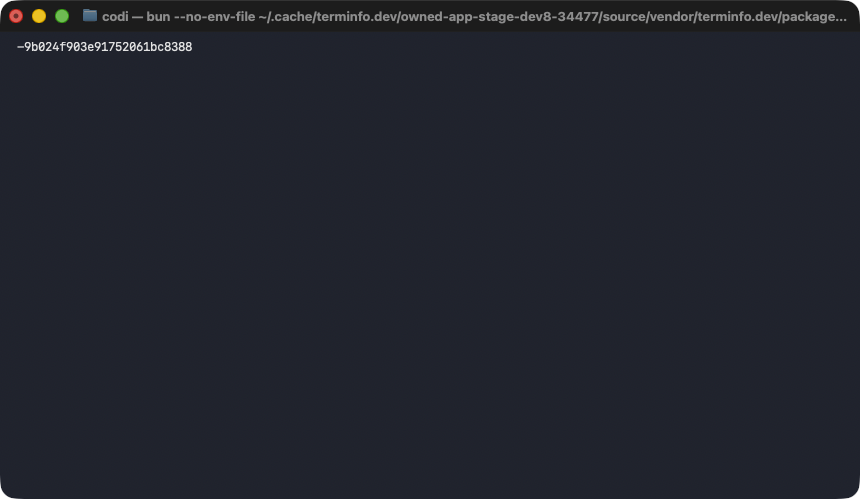 codi — bun --no-env-file ~/.cache/terminfo.dev/owned-app-stage-dev8-34477/source/vendor/terminfo.dev/package...
—9b024f903e91752061bc8388